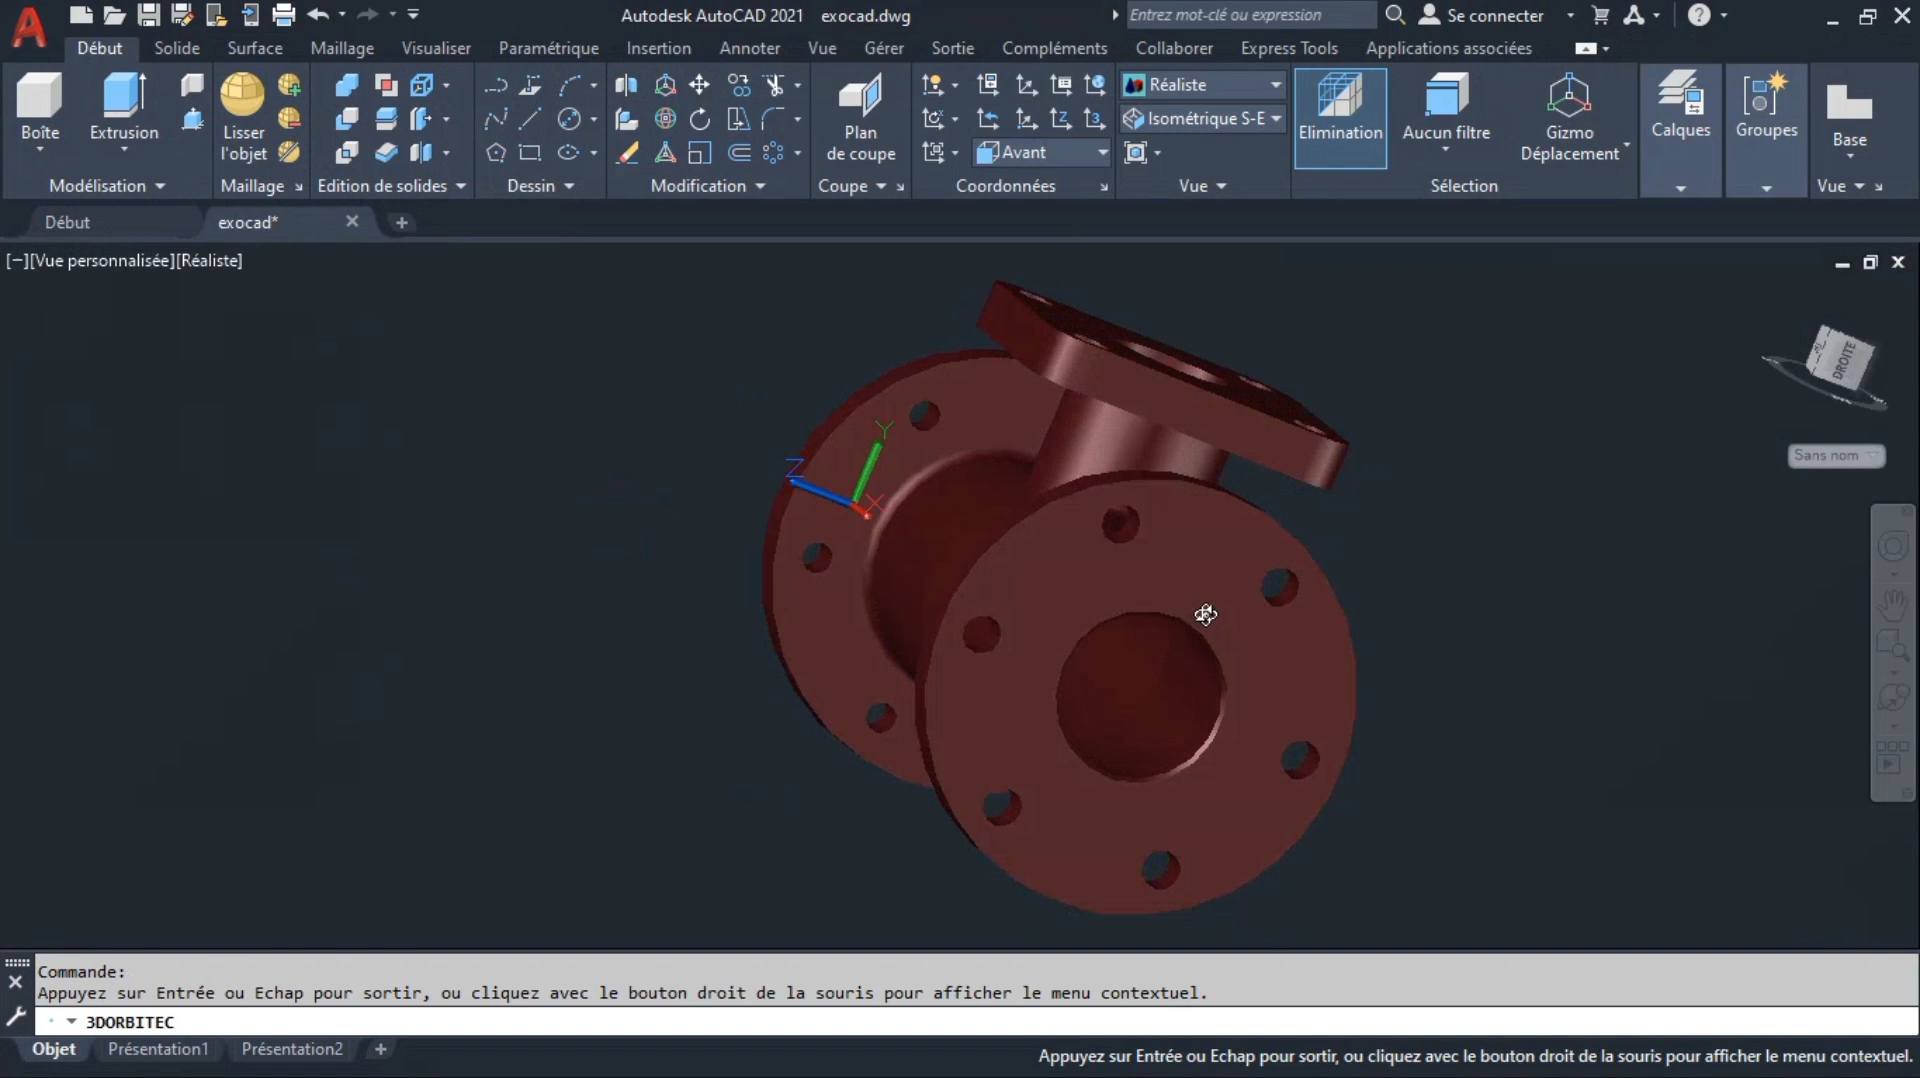 Autodesk AutoCAD 2021 exocad.dwg
Entrez mot-clé ou expression
Se connecter
Début Solide Surface Maillage Visualiser Paramétrique Insertion Annoter Vue Gérer Sortie Compléments Collaborer Express Tools Applications associées
Boîte
Extrusion
Lisser
l'objet
Plan
de coupe
Réaliste
Isométrique S-E
Avant
Elimination
Aucun filtre
Gizmo
Déplacement
Calques
Groupes
Base
Modélisation Maillage Edition de solides Dessin Modification Coupe Coordonnées Vue Sélection Vue
Début exocad*
[−][Vue personnalisée][Réaliste]
DROITE
Sans nom
Y
Z
X
Commande:
Appuyez sur Entrée ou Echap pour sortir, ou cliquez avec le bouton droit de la souris pour afficher le menu contextuel.
3DORBITEC
Objet Présentation1 Présentation2
Appuyez sur Entrée ou Echap pour sortir, ou cliquez avec le bouton droit de la souris pour afficher le menu contextuel.